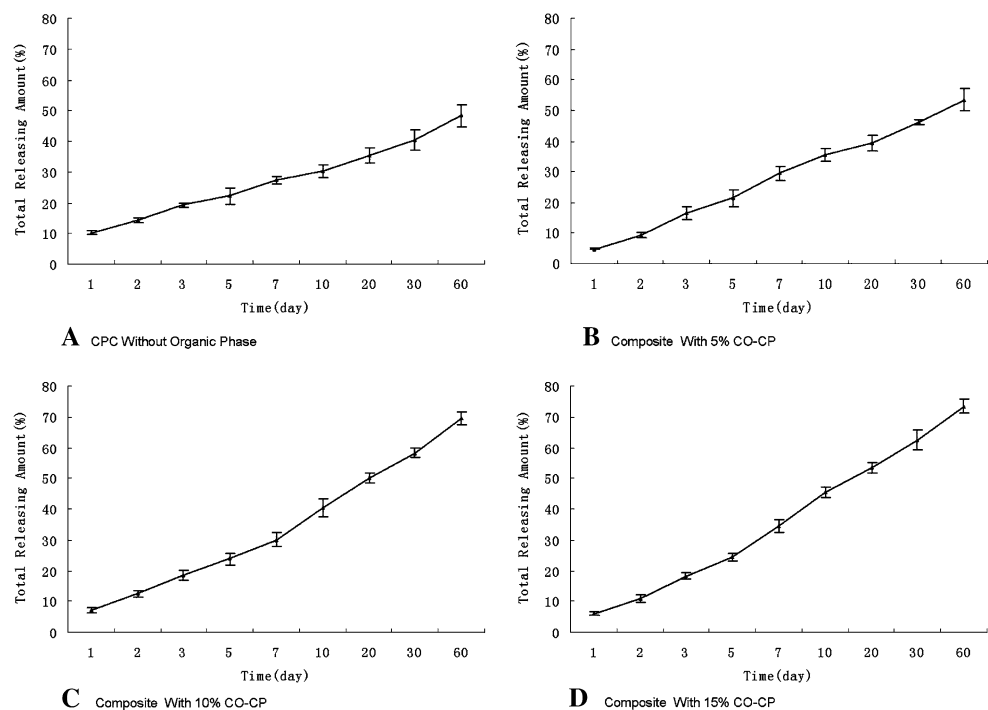 80
70
60
50
40
30
20
10
0
Total Releasing Amount(%)
1 2 3 5 7 10 20 30 60
Time(day)
A CPC Without Organic Phase
80
70
60
50
40
30
20
10
0
Total Releasing Amount(%)
1 2 3 5 7 10 20 30 60
Time(day)
B Composite With 5% CO-CP
80
70
60
50
40
30
20
10
0
Total Releasing Amount(%)
1 2 3 5 7 10 20 30 60
Time(day)
C Composite With 10% CO-CP
80
70
60
50
40
30
20
10
0
Total Releasing Amount(%)
1 2 3 5 7 10 20 30 60
Time(day)
D Composite With 15% CO-CP